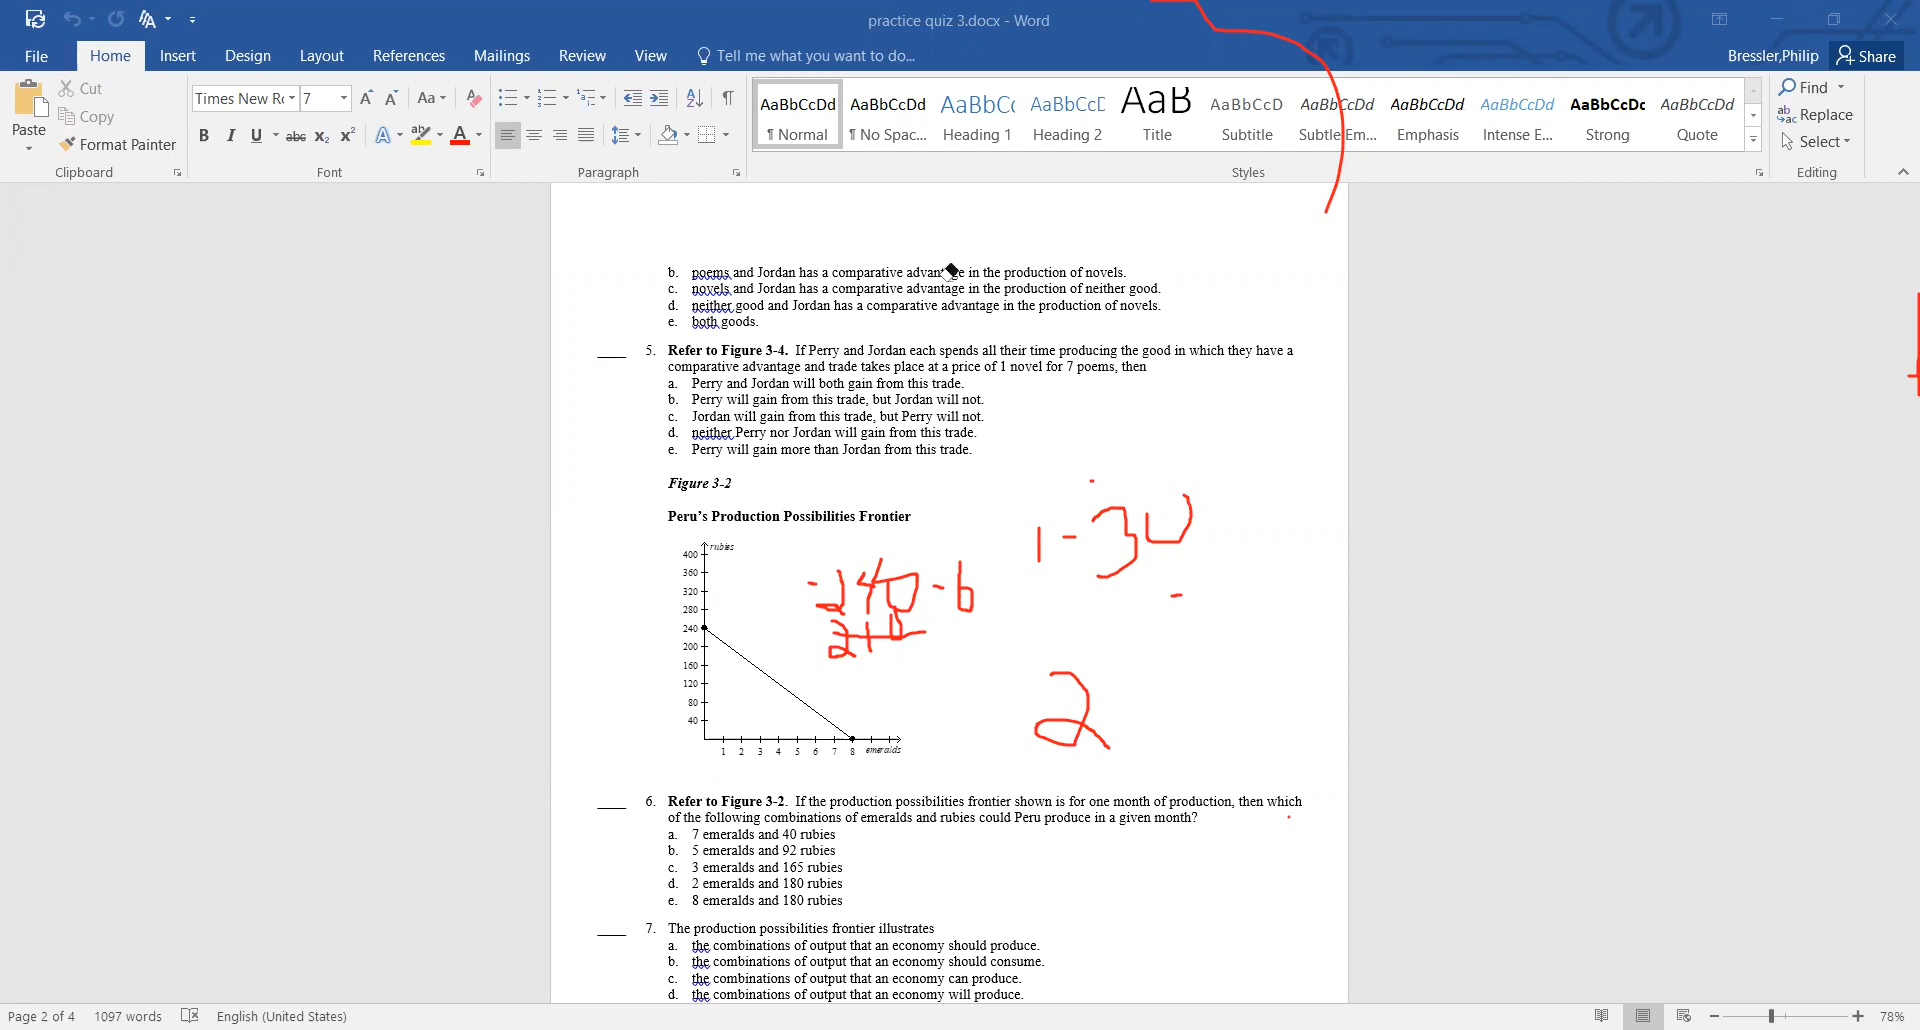 practice quiz 3.docx - Word
File Home Insert Design Layout References Mailings Review View Tell me what you want to do... Bressler,Philip Share
Paste Cut Copy Format Painter
Clipboard
Times New Ro 7 Aa
B I U abc X2 X2 A ab A
Font
Paragraph
AaBbCcDd ¶ Normal
AaBbCcDd ¶ No Spac...
AaBbCc Heading 1
AaBbCcE Heading 2
AaB Title
AaBbCcD Subtitle
AaBbCcDd Subtle Em...
AaBbCcDd Emphasis
AaBbCcDd Intense E...
AaBbCcDc Strong
AaBbCcDd Quote
Styles
Find
Replace
Select
Editing
b. poems and Jordan has a comparative advantage in the production of novels.
c. novels and Jordan has a comparative advantage in the production of neither good.
d. neither good and Jordan has a comparative advantage in the production of novels.
e. both goods.
5. Refer to Figure 3-4. If Perry and Jordan each spends all their time producing the good in which they have a
comparative advantage and trade takes place at a price of 1 novel for 7 poems, then
a. Perry and Jordan will both gain from this trade.
b. Perry will gain from this trade, but Jordan will not.
c. Jordan will gain from this trade, but Perry will not.
d. neither Perry nor Jordan will gain from this trade.
e. Perry will gain more than Jordan from this trade.
Figure 3-2
Peru's Production Possibilities Frontier
rubies
400
360
320
280
240
200
160
120
80
40
1 2 3 4 5 6 7 8 emeralds
1 - 30
- 240 - 6
2
6. Refer to Figure 3-2. If the production possibilities frontier shown is for one month of production, then which
of the following combinations of emeralds and rubies could Peru produce in a given month?
a. 7 emeralds and 40 rubies
b. 5 emeralds and 92 rubies
c. 3 emeralds and 165 rubies
d. 2 emeralds and 180 rubies
e. 8 emeralds and 180 rubies
7. The production possibilities frontier illustrates
a. the combinations of output that an economy should produce.
b. the combinations of output that an economy should consume.
c. the combinations of output that an economy can produce.
d. the combinations of output that an economy will produce.
Page 2 of 4 1097 words English (United States) 78%